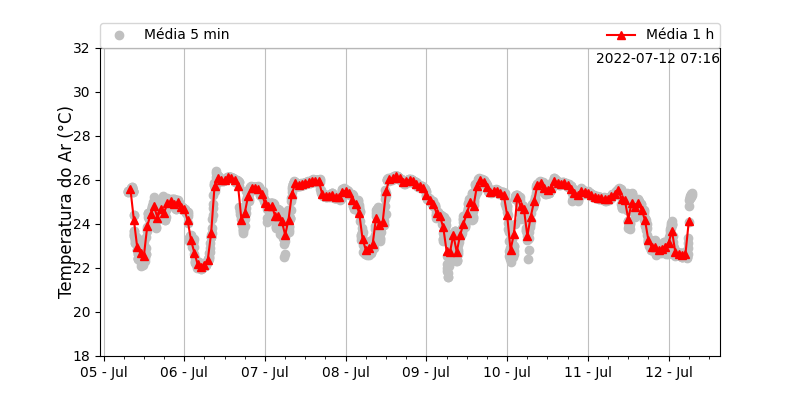 Média 5 min
Média 1 h
2022-07-12 07:16
Temperatura do Ar (°C)
32
30
28
26
24
22
20
18
05 - Jul
06 - Jul
07 - Jul
08 - Jul
09 - Jul
10 - Jul
11 - Jul
12 - Jul